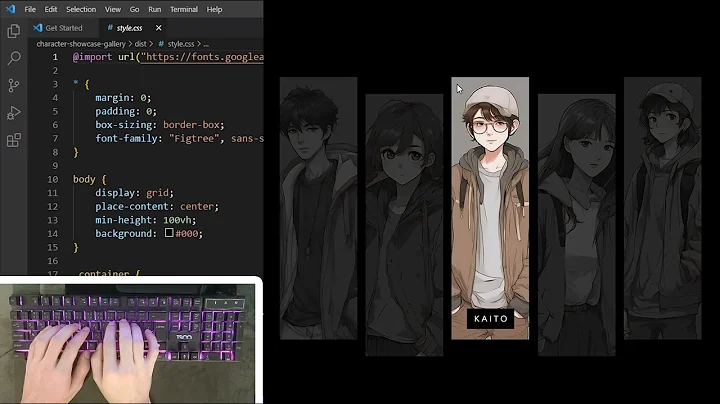 File Edit Selection View Go Run Terminal Help
Get Started
# style.css
character-showcase-gallery > dist > # style.css > ...
1 @import url("https://fonts.googlea
2
3 * {
4 margin: 0;
5 padding: 0;
6 box-sizing: border-box;
7 font-family: "Figtree", sans-s
8 }
9
10 body {
11 display: grid;
12 place-content: center;
13 min-height: 100vh;
14 background: #000;
15 }
16
17 .container {
KAITO